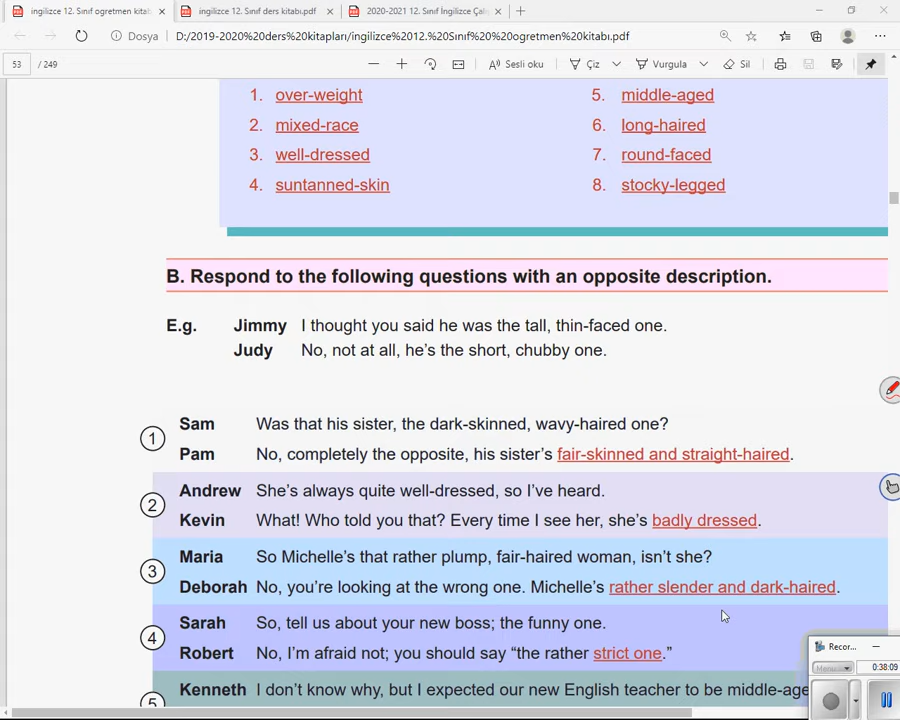 ingilizce 12. Sınıf ogretmen kitabı
ingilizce 12. Sınıf ders kitabı.pdf
2020-2021 12. Sınıf İngilizce Çalış
Dosya D:/2019-2020%20ders%20kitapları/ingilizce%2012.%20Sınıf%20%20ogretmen%20kitabı.pdf
53 / 249 Sesli oku Çiz Vurgula Sil
1. over-weight
2. mixed-race
3. well-dressed
4. suntanned-skin
5. middle-aged
6. long-haired
7. round-faced
8. stocky-legged
B. Respond to the following questions with an opposite description.
E.g. Jimmy I thought you said he was the tall, thin-faced one.
Judy No, not at all, he's the short, chubby one.
1
Sam Was that his sister, the dark-skinned, wavy-haired one?
Pam No, completely the opposite, his sister's fair-skinned and straight-haired.
2
Andrew She's always quite well-dressed, so I've heard.
Kevin What! Who told you that? Every time I see her, she's badly dressed.
3
Maria So Michelle's that rather plump, fair-haired woman, isn't she?
Deborah No, you're looking at the wrong one. Michelle's rather slender and dark-haired.
4
Sarah So, tell us about your new boss; the funny one.
Robert No, I'm afraid not; you should say “the rather strict one.”
5
Kenneth I don't know why, but I expected our new English teacher to be middle-age
Recor...
Menu
0:38:09